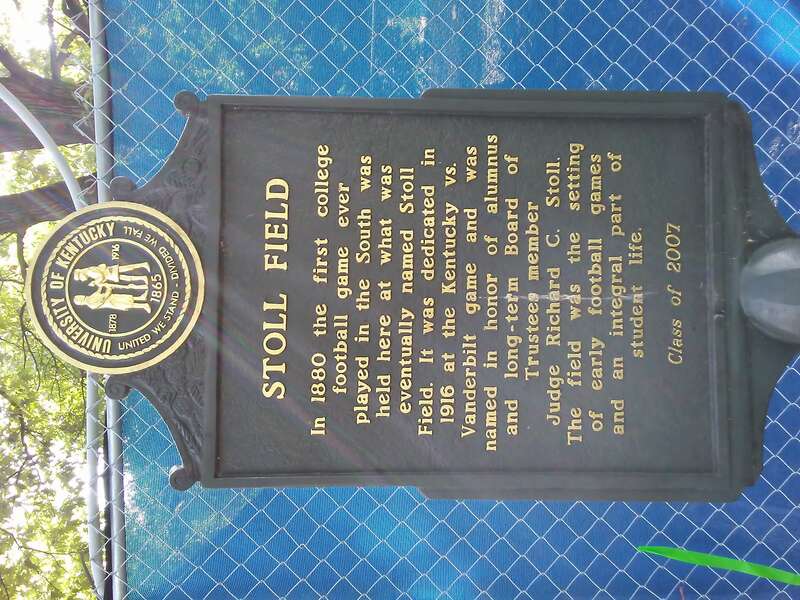 UNIVERSITY OF KENTUCKY
1865
1878
1916
UNITED WE STAND - DIVIDED WE FALL
STOLL FIELD
In 1880 the first college
football game ever
played in the South was
held here at what was
eventually named Stoll
Field. It was dedicated in
1916 at the Kentucky vs.
Vanderbilt game and was
named in honor of alumnus
and long-term Board of
Trustees member
Judge Richard C. Stoll.
The field was the setting
of early football games
and an integral part of
student life.
Class of 2007